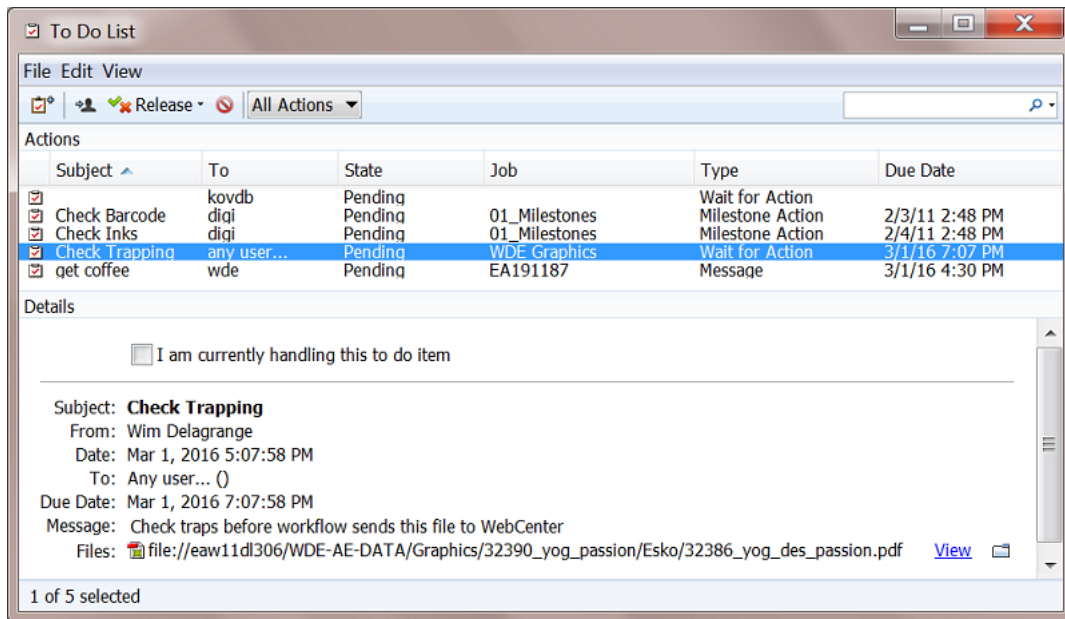 To Do List
File Edit View
Release All Actions
Actions
Subject To State Job Type Due Date
kovdb Pending Wait for Action
Check Barcode digi Pending 01_Milestones Milestone Action 2/3/11 2:48 PM
Check Inks digi Pending 01_Milestones Milestone Action 2/4/11 2:48 PM
Check Trapping any user... Pending WDE Graphics Wait for Action 3/1/16 7:07 PM
get coffee wde Pending EA191187 Message 3/1/16 4:30 PM
Details
I am currently handling this to do item
Subject: Check Trapping
From: Wim Delagrange
Date: Mar 1, 2016 5:07:58 PM
To: Any user... ()
Due Date: Mar 1, 2016 7:07:58 PM
Message: Check traps before workflow sends this file to WebCenter
Files: file://eaw11dl306/WDE-AE-DATA/Graphics/32390_yog_passion/Esko/32386_yog_des_passion.pdf View
1 of 5 selected